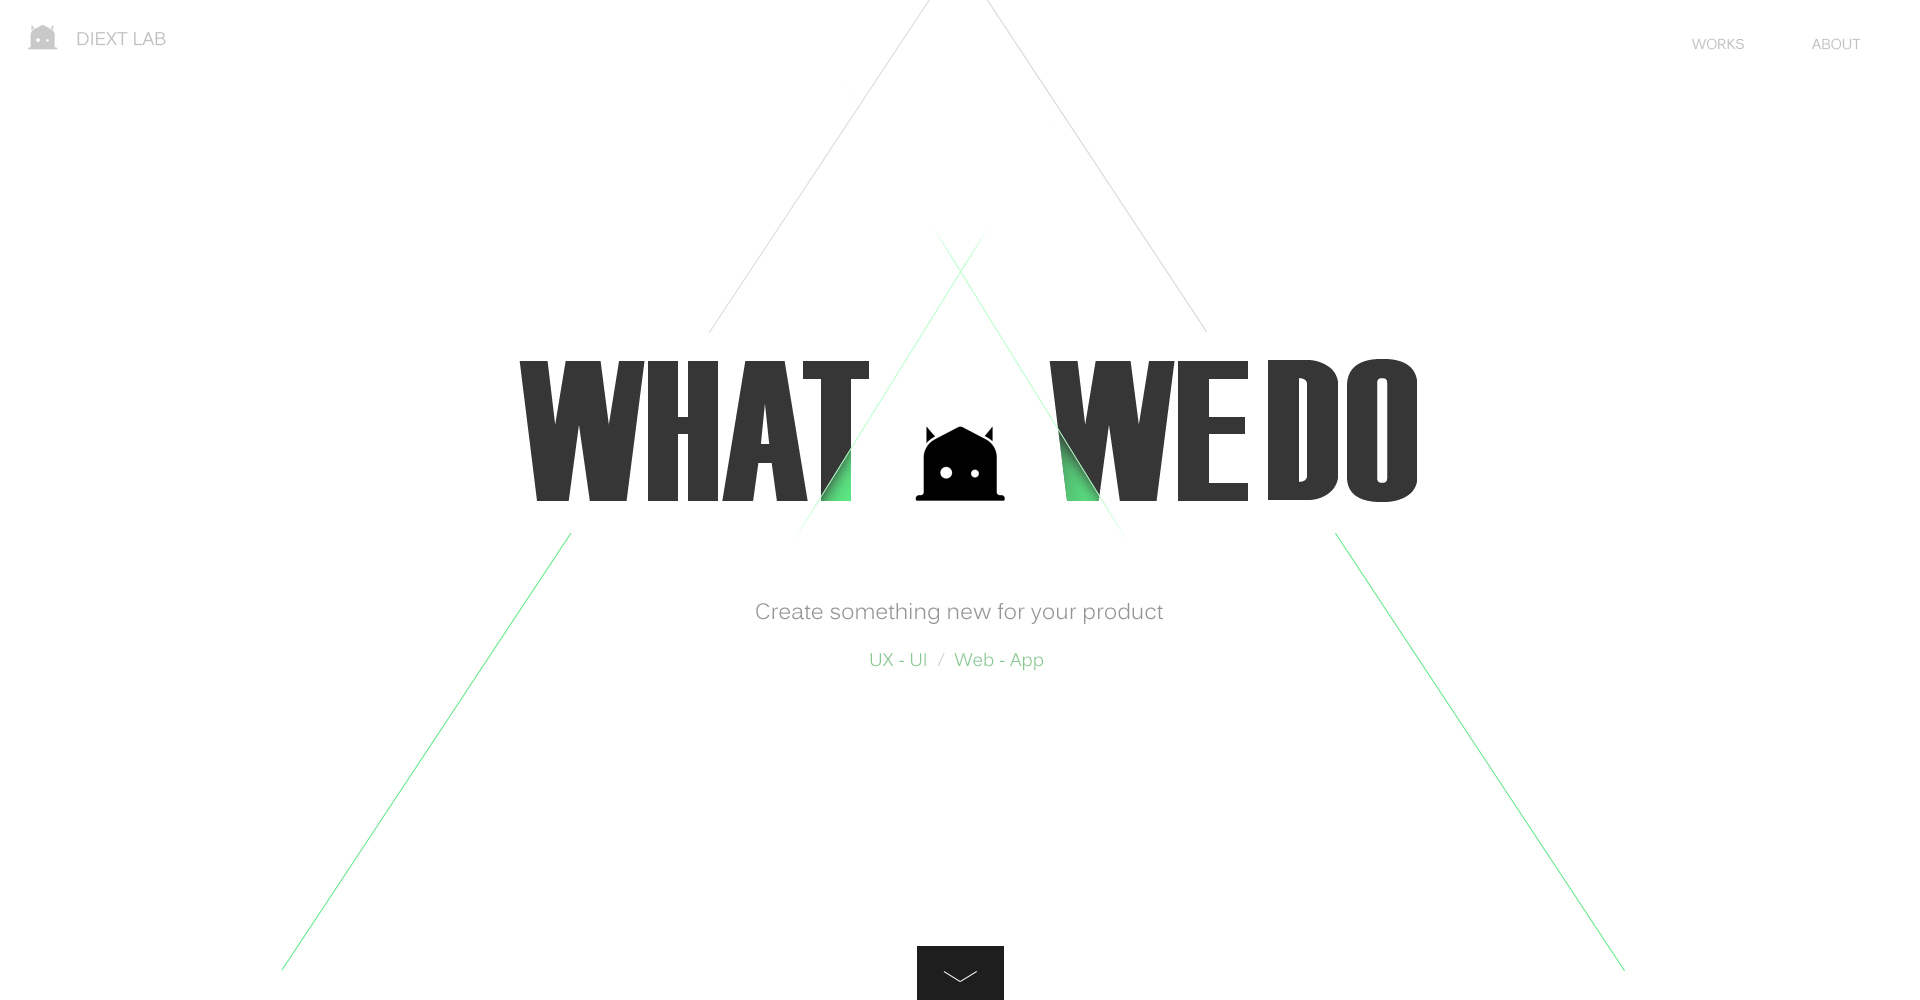 DIEXT LAB
WORKS
ABOUT
WHAT WE DO
Create something new for your product
UX - UI / Web - App